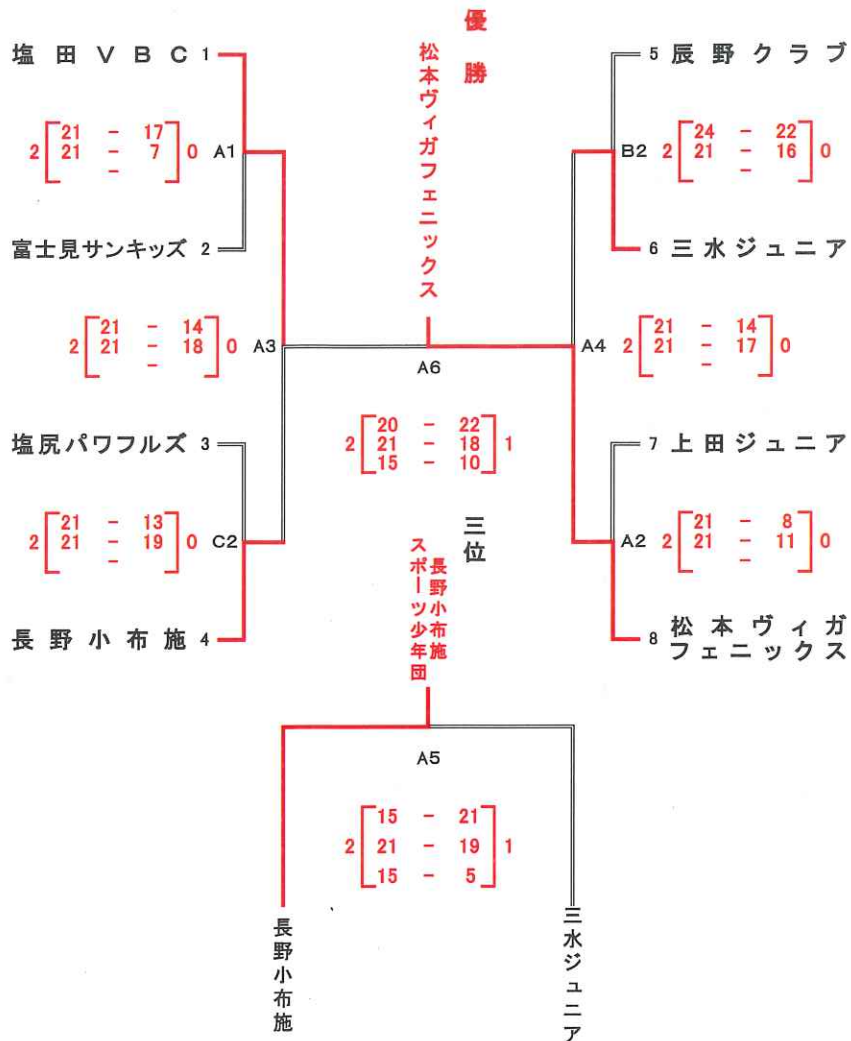 優勝
松本ヴィガフェニックス
塩田VBC 1
2 [21 - 17] 0 A1
21 - 7
-
富士見サンキッズ 2
2 [21 - 14] 0 A3
21 - 18
-
塩尻パワフルズ 3
2 [21 - 13] 0 C2
21 - 19
-
長野小布施 4
5 辰野クラブ
B2 2 [24 - 22] 0
21 - 16
-
6 三水ジュニア
A4 2 [21 - 14] 0
21 - 17
-
7 上田ジュニア
A2 2 [21 - 8] 0
21 - 11
-
8 松本ヴィガ
フェニックス
A6
2 [20 - 22] 1
21 - 18
15 - 10
三位
長野小布施
スポーツ少年団
A5
2 [15 - 21] 1
21 - 19
15 - 5
長野小布施
三水ジュニア